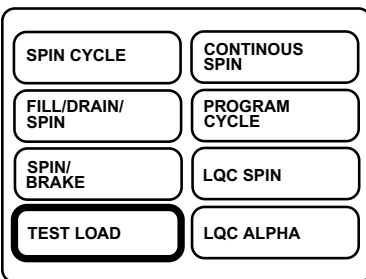 SPIN CYCLE
CONTINOUS
SPIN
FILL/DRAIN/
SPIN
PROGRAM
CYCLE
SPIN/
BRAKE
LQC SPIN
TEST LOAD
LQC ALPHA